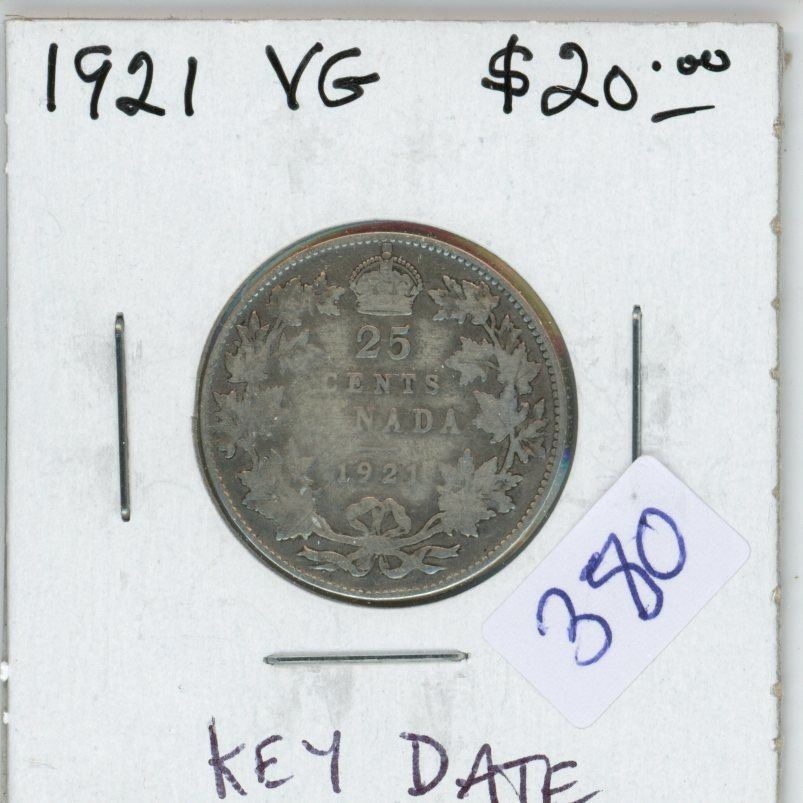 1921 VG $20.00
25
CENTS
NADA
1921
380
KEY DATE